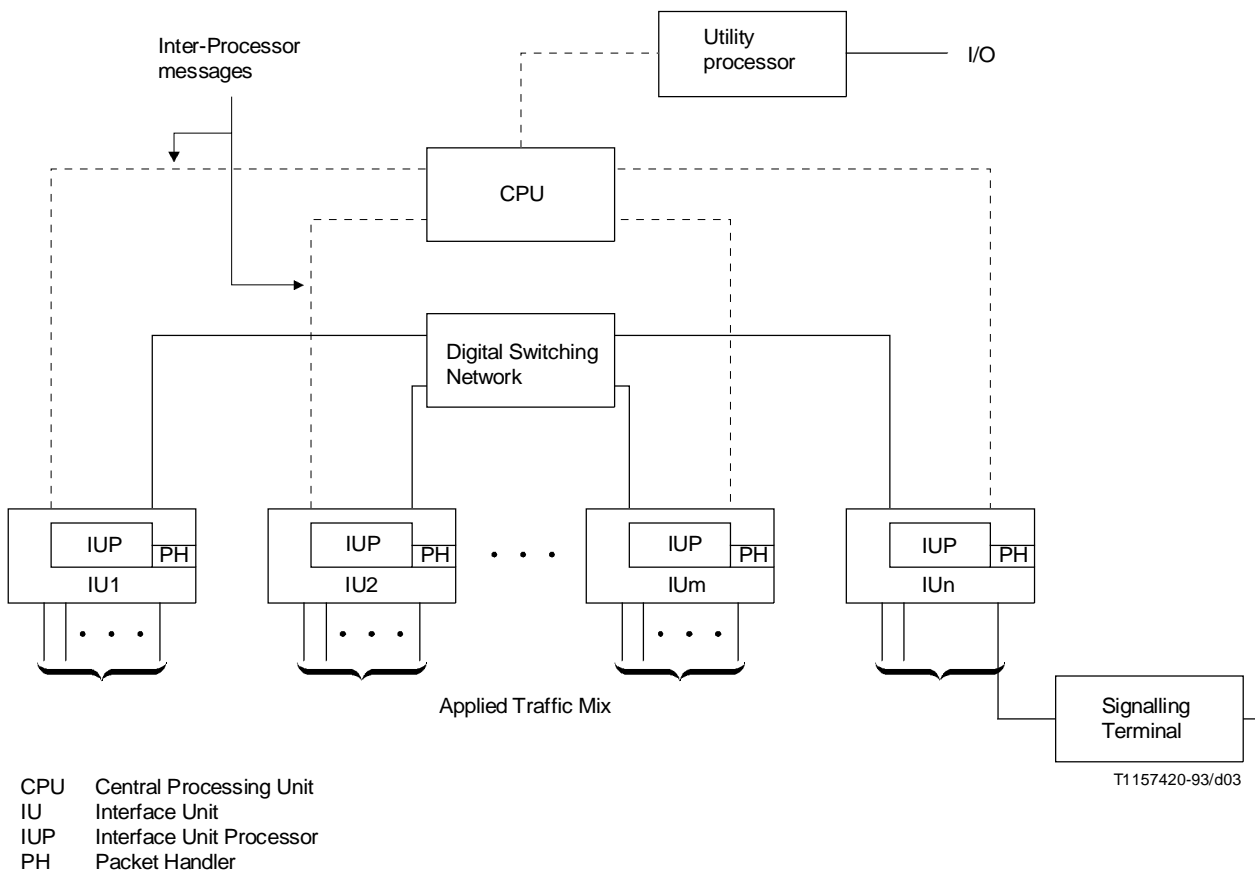 Inter-Processor
messages
Utility
processor
I/O
CPU
Digital Switching
Network
IUP
PH
IU1
IUP
PH
IU2
• • •
IUP
PH
IUm
IUP
PH
IUn
• • •
• • •
• • •
Applied Traffic Mix
Signalling
Terminal
T1157420-93/d03
CPU Central Processing Unit
IU Interface Unit
IUP Interface Unit Processor
PH Packet Handler